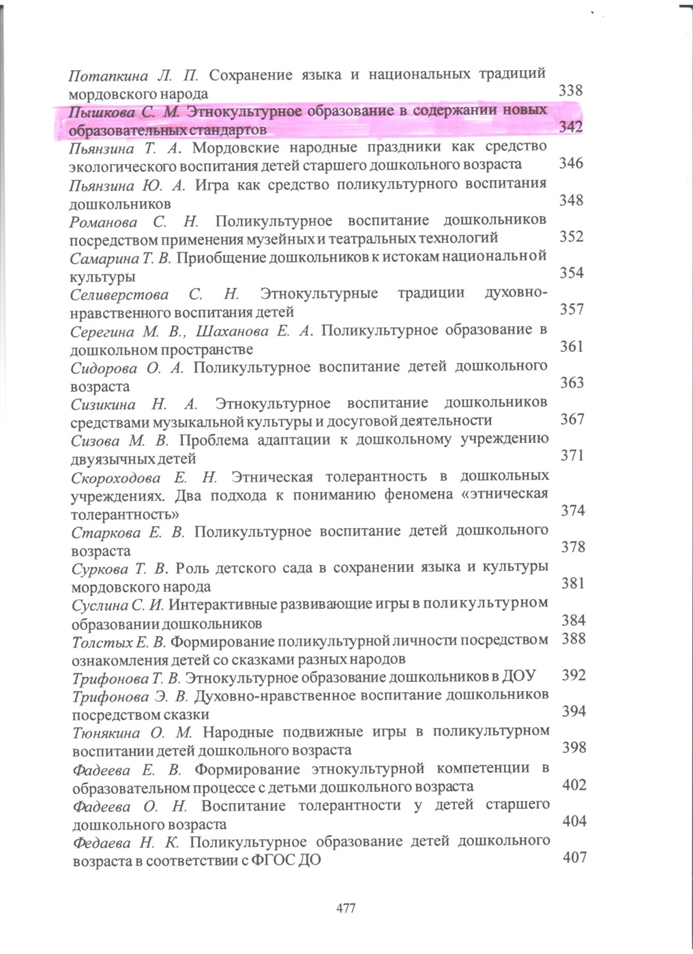 Потапкина Л. П. Сохранение языка и национальных традиций
мордовского народа 338
Пышкова С. М. Этнокультурное образование в содержании новых
образовательных стандартов 342
Пьянзина Т. А. Мордовские народные праздники как средство
экологического воспитания детей старшего дошкольного возраста 346
Пьянзина Ю. А. Игра как средство поликультурного воспитания
дошкольников 348
Романова С. Н. Поликультурное воспитание дошкольников
посредством применения музейных и театральных технологий 352
Самарина Т. В. Приобщение дошкольников к истокам национальной
культуры 354
Селиверстова С. Н. Этнокультурные традиции духовно-
нравственного воспитания детей 357
Серегина М. В., Шаханова Е. А. Поликультурное образование в
дошкольном пространстве 361
Сидорова О. А. Поликультурное воспитание детей дошкольного
возраста 363
Сизикина Н. А. Этнокультурное воспитание дошкольников
средствами музыкальной культуры и досуговой деятельности 367
Сизова М. В. Проблема адаптации к дошкольному учреждению
двуязычных детей 371
Скороходова Е. Н. Этническая толерантность в дошкольных
учреждениях. Два подхода к пониманию феномена «этническая
толерантность» 374
Старкова Е. В. Поликультурное воспитание детей дошкольного
возраста 378
Суркова Т. В. Роль детского сада в сохранении языка и культуры
мордовского народа 381
Суслина С. И. Интерактивные развивающие игры в поликультурном
образовании дошкольников 384
Толстых Е. В. Формирование поликультурной личности посредством 388
ознакомления детей со сказками разных народов
Трифонова Т. В. Этнокультурное образование дошкольников в ДОУ 392
Трифонова Э. В. Духовно-нравственное воспитание дошкольников
посредством сказки 394
Тюнякина О. М. Народные подвижные игры в поликультурном
воспитании детей дошкольного возраста 398
Фадеева Е. В. Формирование этнокультурной компетенции в
образовательном процессе с детьми дошкольного возраста 402
Фадеева О. Н. Воспитание толерантности у детей старшего
дошкольного возраста 404
Федаева Н. К. Поликультурное образование детей дошкольного
возраста в соответствии с ФГОС ДО 407
477